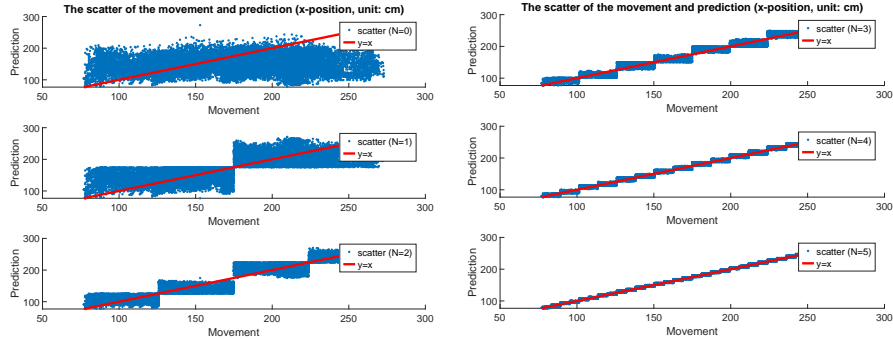 The scatter of the movement and prediction (x-position, unit: cm)
300
200
100
Prediction
scatter (N=0)
y=x
50
100
150
200
250
300
Movement
300
200
100
Prediction
scatter (N=1)
y=x
50
100
150
200
250
300
Movement
300
200
100
Prediction
scatter (N=2)
y=x
50
100
150
200
250
300
Movement
The scatter of the movement and prediction (x-position, unit: cm)
300
200
100
Prediction
scatter (N=3)
y=x
50
100
150
200
250
300
Movement
300
200
100
Prediction
scatter (N=4)
y=x
50
100
150
200
250
300
Movement
300
200
100
Prediction
scatter (N=5)
y=x
50
100
150
200
250
300
Movement